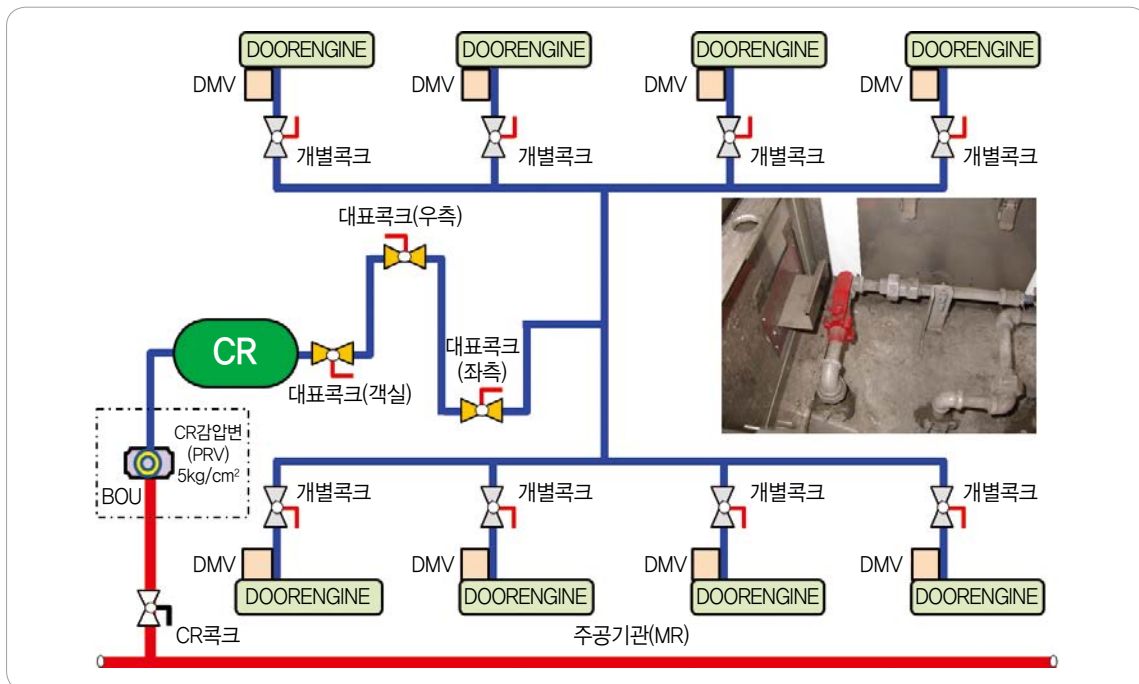 DOORENGINE
DOORENGINE
DOORENGINE
DOORENGINE
DMV
DMV
DMV
DMV
개별콕크
개별콕크
개별콕크
개별콕크
대표콕크(우측)
CR
대표콕크(객실)
대표콕크
(좌측)
CR감압변
(PRV)
5kg/cm²
BOU
개별콕크
개별콕크
개별콕크
개별콕크
DMV
DMV
DMV
DMV
DOORENGINE
DOORENGINE
DOORENGINE
DOORENGINE
CR콕크
주공기관(MR)